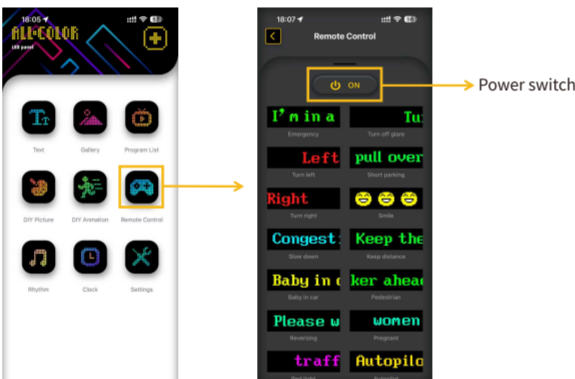 18:05
ALL·COLOR
LED panel
Text
Gallery
Program List
DIY Picture
DIY Anmation
Remote Control
Rhythm
Clock
Settings
18:07
Remote Control
ON
Power switch
I'm in a
Tu
Emergency
Turn off glare
Left
pull over
Turn left
Short parking
Right
Turn right
Smile
Congest
Keep the
Slow down
Keep distance
Baby in c
ker ahead
Baby in car
Pedestrian
Please w
women
Reversing
Pregnant
traff
Autopilo